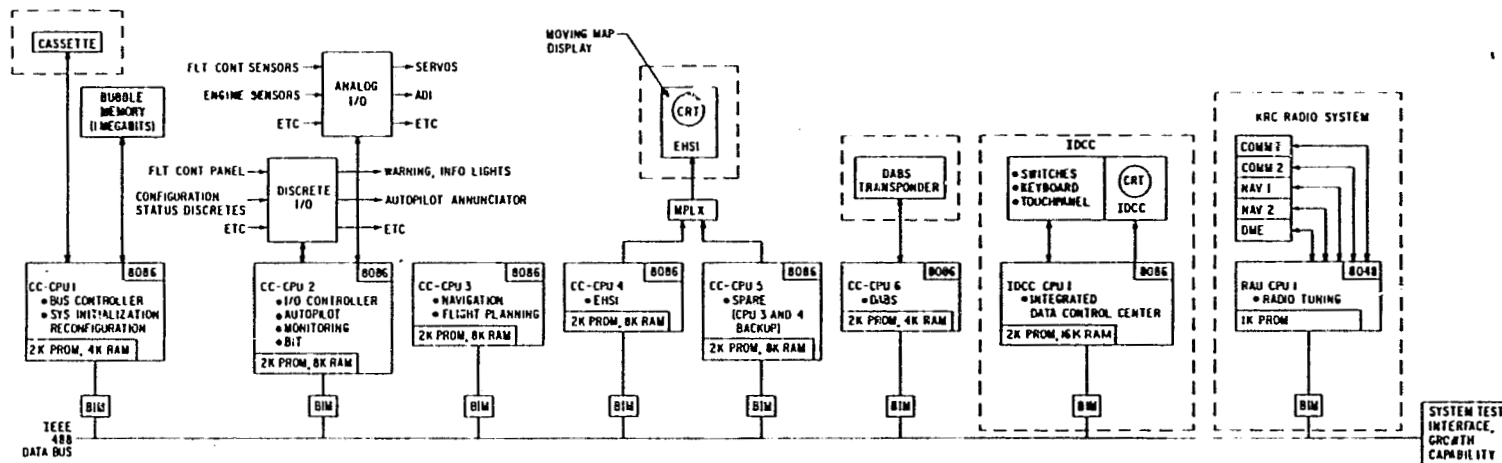 CASSETTE
BUBBLE
MEMORY
(1 MEGABITS)
FLT CONT SENSORS
ENGINE SENSORS
ETC
ANALOG
I/O
SERVOS
ADI
ETC
FLT CONT PANEL
CONFIGURATION
STATUS DISCRETES
ETC
DISCRETE
I/O
WARNING, INFO LIGHTS
AUTOPILOT ANNUNCIATOR
ETC
MOVING MAP
DISPLAY
CRT
EHSI
MPLX
DABS
TRANSPONDER
IDCC
• SWITCHES
• KEYBOARD
• TOUCHPANEL
CRT
IDCC
KRC RADIO SYSTEM
COMM 1
COMM 2
NAV 1
NAV 2
DME
8086
CC-CPU 1
• BUS CONTROLLER
• SYS INITIALIZATION
RECONFIGURATION
2K PROM, 4K RAM
8086
CC-CPU 2
• I/O CONTROLLER
• AUTOPILOT
• MONITORING
• BIT
2K PROM, 8K RAM
8086
CC-CPU 3
• NAVIGATION
• FLIGHT PLANNING
2K PROM, 8K RAM
8086
CC-CPU 4
• EHSI
2K PROM, 8K RAM
8086
CC-CPU 5
• SPARE
(CPU 3 AND 4
BACKUP)
2K PROM, 8K RAM
8086
CC-CPU 6
• DABS
2K PROM, 4K RAM
8086
IDCC CPU 1
• INTEGRATED
DATA CONTROL CENTER
2K PROM, 16K RAM
8048
RAU CPU 1
• RADIO TUNING
1K PROM
BIM
BIM
BIM
BIM
BIM
BIM
BIM
BIM
IEEE
488
DATA BUS
SYSTEM TEST
INTERFACE,
GROWTH
CAPABILITY